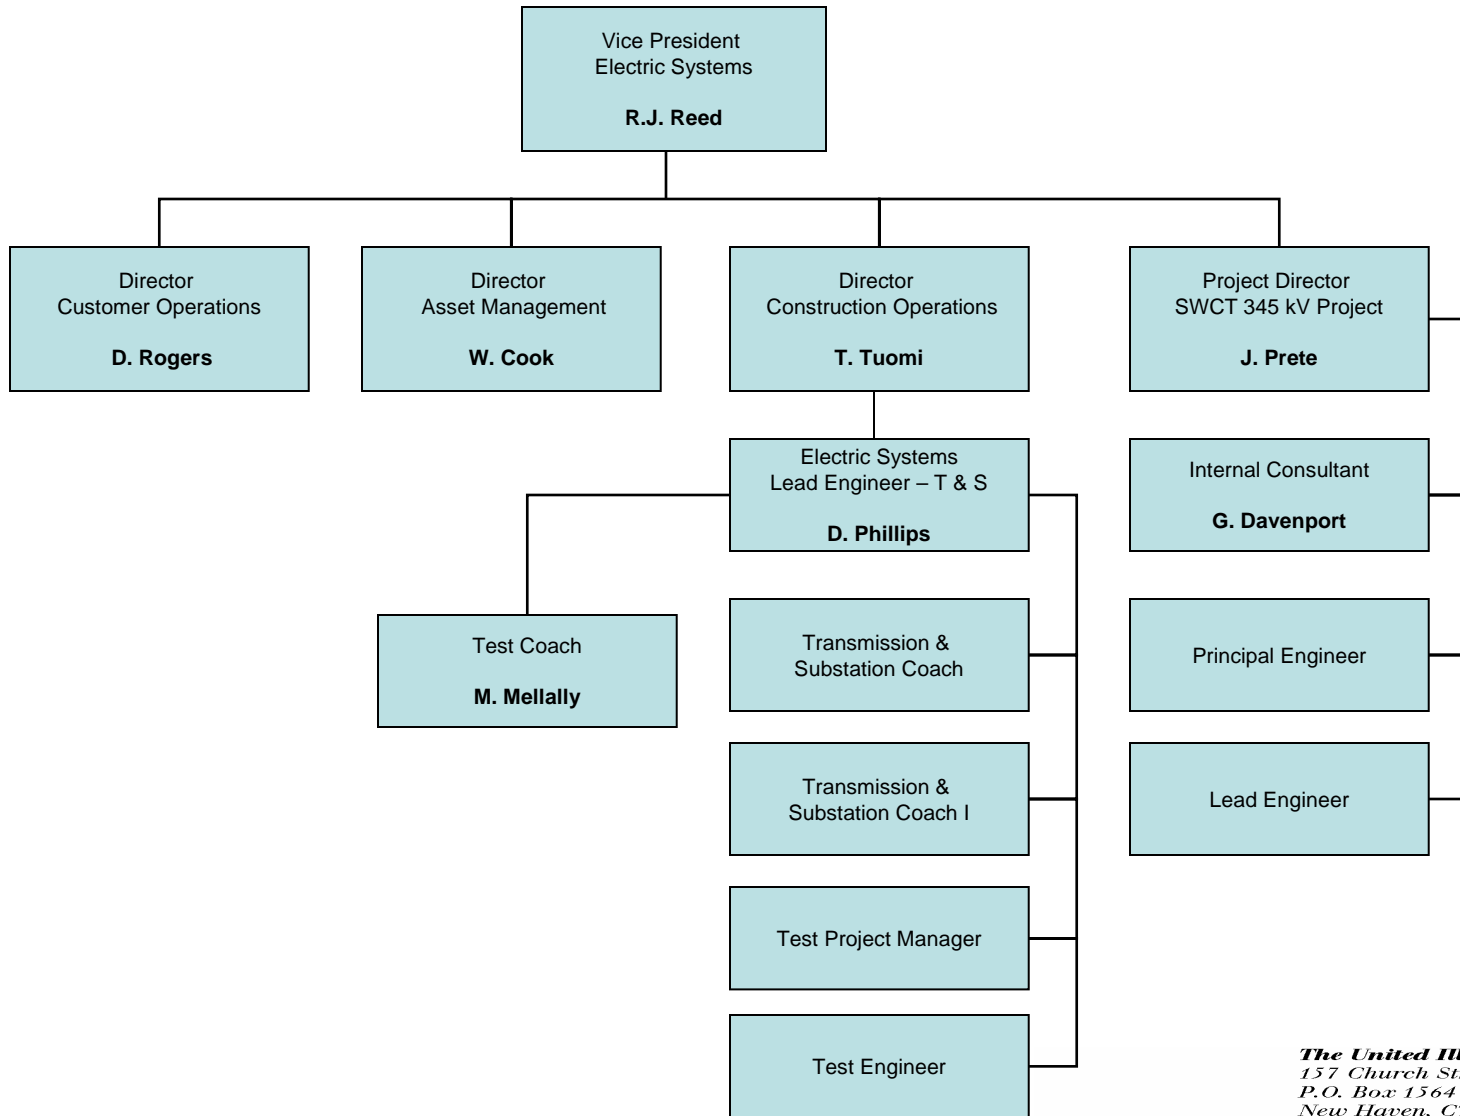 Vice President
Electric Systems
R.J. Reed
Director
Customer Operations
D. Rogers
Director
Asset Management
W. Cook
Director
Construction Operations
T. Tuomi
Project Director
SWCT 345 kV Project
J. Prete
Electric Systems
Lead Engineer – T & S
D. Phillips
Internal Consultant
G. Davenport
Test Coach
M. Mellally
Transmission &
Substation Coach
Principal Engineer
Transmission &
Substation Coach I
Lead Engineer
Test Project Manager
Test Engineer
The United
157 Church
P.O. Box 1564
New Haven,